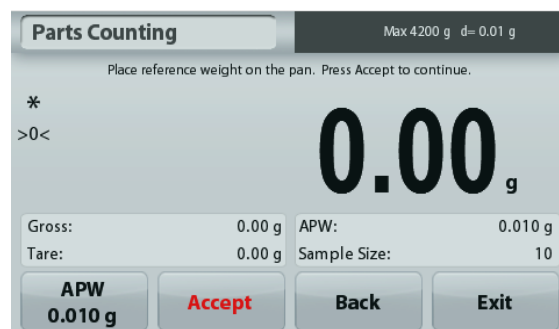 Parts Counting
Max 4200 g d= 0.01 g
Place reference weight on the pan. Press Accept to continue.
*
>0<
0.00 g
Gross: 0.00 g APW: 0.010 g
Tare: 0.00 g Sample Size: 10
APW
0.010 g
Accept
Back
Exit